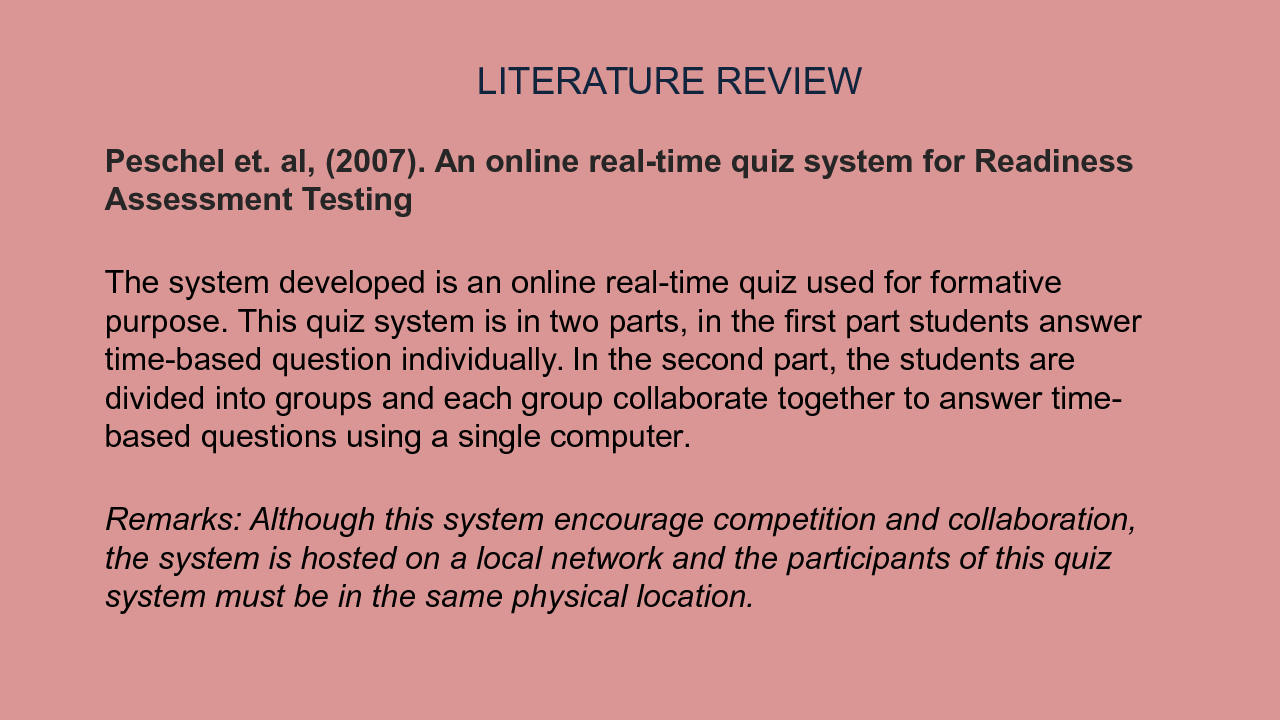 LITERATURE REVIEW
Peschel et. al, (2007). An online real-time quiz system for Readiness
Assessment Testing
The system developed is an online real-time quiz used for formative
purpose. This quiz system is in two parts, in the first part students answer
time-based question individually. In the second part, the students are
divided into groups and each group collaborate together to answer time-
based questions using a single computer.
Remarks: Although this system encourage competition and collaboration,
the system is hosted on a local network and the participants of this quiz
system must be in the same physical location.